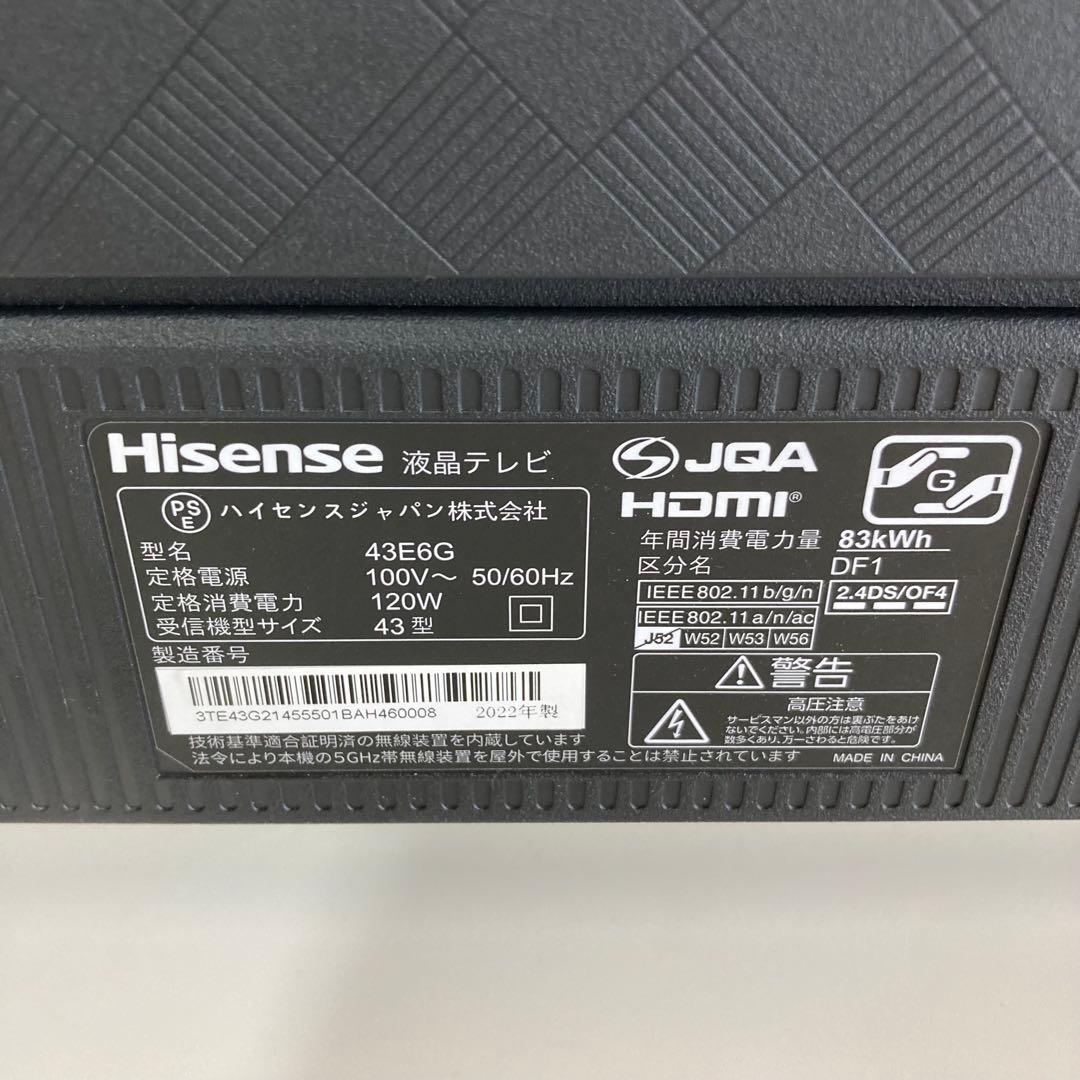 Hisense 液晶テレビ
PSE ハイセンスジャパン株式会社
型名 43E6G
定格電源 100V～ 50/60Hz
定格消費電力 120W
受信機型サイズ 43型
製造番号
3TE43G21455501BAH460008 2022年製
JQA
HDMI®
G
年間消費電力量 83kWh
区分名 DF1
IEEE802.11b/g/n
2.4DS/OF4
IEEE802.11a/n/ac
J52 W52 W53 W56
警告
高圧注意
サービスマン以外の方は裏ぶたをあけ
ないでください。内部には高電圧部分が
数多くあり、万一さわると危険です。
技術基準適合証明済の無線装置を内蔵しています
法令により本機の5GHz帯無線装置を屋外で使用することは禁止されています
MADE IN CHINA